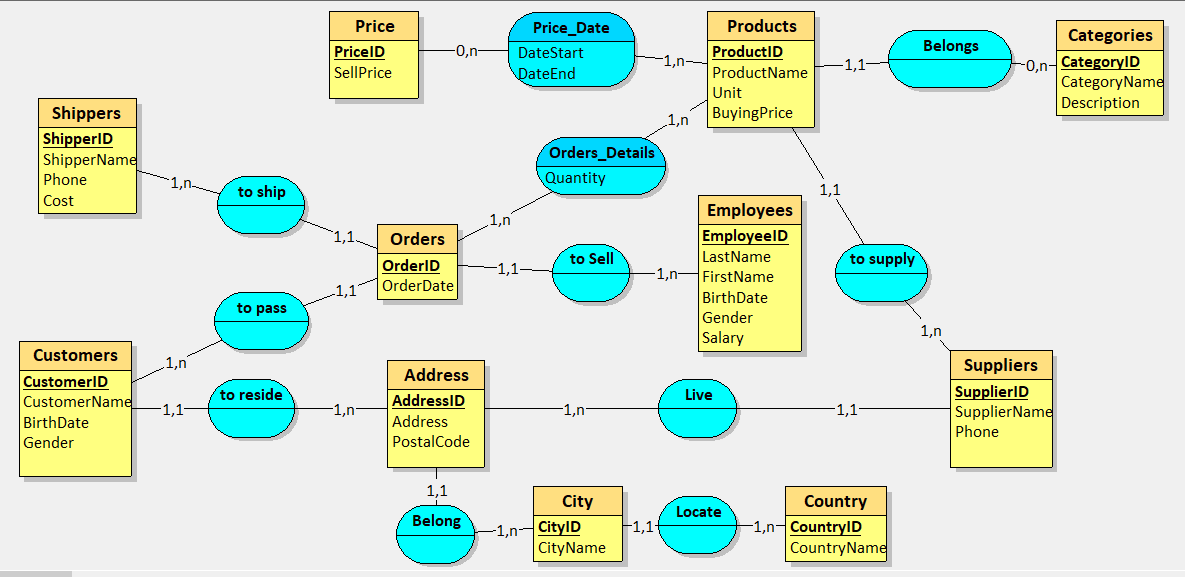 Price
PriceID
SellPrice
0,n
Price_Date
DateStart
DateEnd
1,n
Products
ProductID
ProductName
Unit
BuyingPrice
1,1
Belongs
0,n
Categories
CategoryID
CategoryName
Description
Shippers
ShipperID
ShipperName
Phone
Cost
1,n
to ship
1,1
1,n
Orders_Details
Quantity
1,n
Orders
OrderID
OrderDate
1,1
to Sell
1,n
Employees
EmployeeID
LastName
FirstName
BirthDate
Gender
Salary
1,1
to supply
1,n
1,1
to pass
1,n
Customers
CustomerID
CustomerName
BirthDate
Gender
1,1
to reside
1,n
Address
AddressID
Address
PostalCode
1,n
Live
1,1
Suppliers
SupplierID
SupplierName
Phone
1,1
Belong
1,n
City
CityID
CityName
1,1
Locate
1,n
Country
CountryID
CountryName